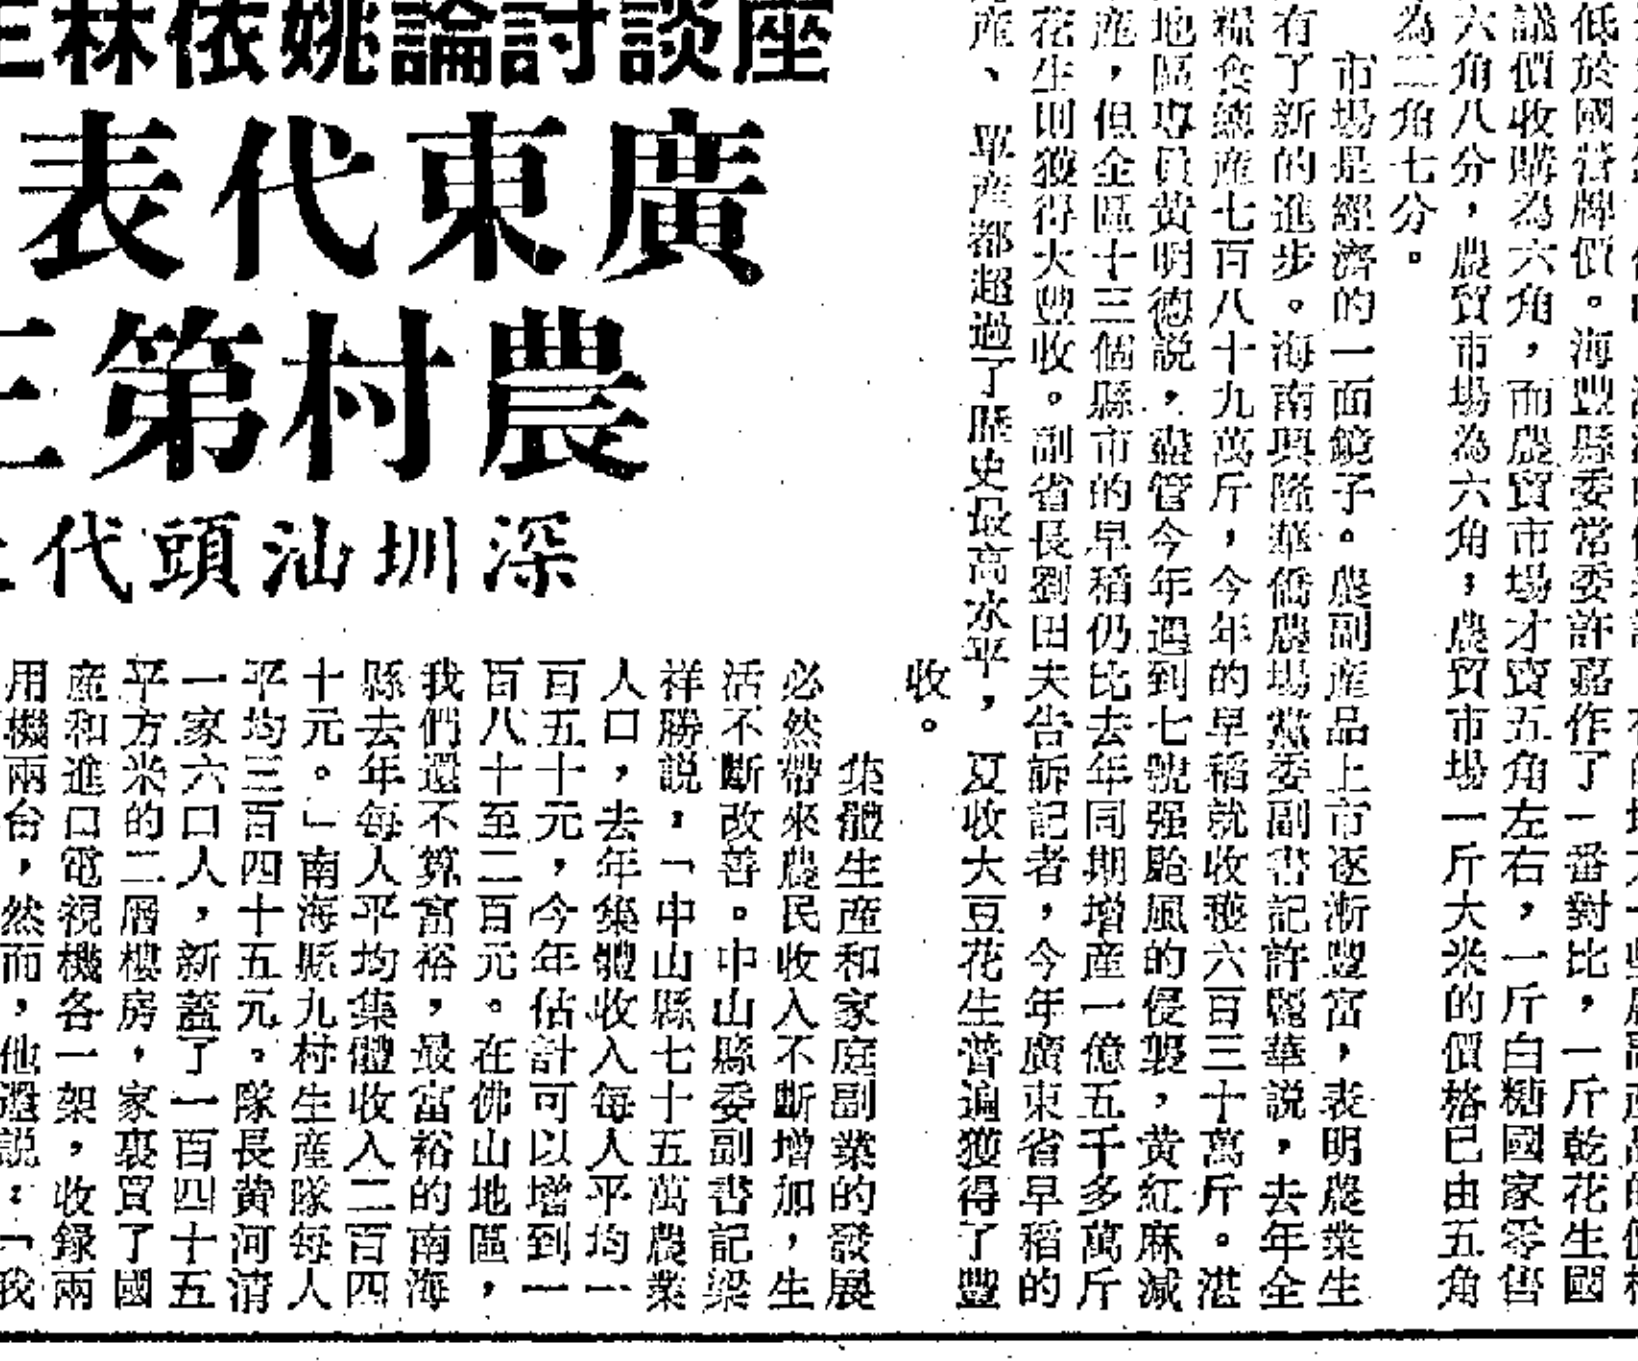 低於國營牌價。海豐縣委常委許嘉作了一番對比，一斤乾花生國
議價收購為六角，而農貿市場才賣五角左右，一斤白糖國家零售
六角八分，農貿市場為六角；農貿市場一斤大米的價格已由五角
為二角七分。
市場是經濟的一面鏡子。農副產品上市逐漸豐富，表明農業生
有了新的進步。海南興隆華僑農場黨委副書記許麗華說，去年全
糧食總產七百八十九萬斤，今年的早稻就收穫六百三十萬斤。湛
地區專員黃明德說，儘管今年遇到七號强颱風的侵襲，黃紅麻減
產，但全區十三個縣市的早稻仍比去年同期增產一億五千多萬斤
花生則獲得大豐收。副省長劉田夫告訴記者，今年廣東省早稻的
產、單產都超過了歷史最高水平，夏收大豆花生普遍獲得了豐
收。
座談討論姚依林
廣東代表
農村第三
深圳汕頭代
集體生產和家庭副業的發展
必然帶來農民收入不斷增加，生
活不斷改善。中山縣委副書記梁
祥勝說，「中山縣七十五萬農業
人口，去年集體收入每人平均一
百五十元，今年估計可以增到一
百八十至二百元。在佛山地區，
我們還不算富裕，最富裕的南海
縣去年每人平均集體收入二百四
十元。」南海縣九村生產隊每人
平均三百四十五元。隊長黃河清
一家六口人，新蓋了一百四十五
平方米的二層樓房，家裏買了國
產和進口電視機各一架，收録兩
用機兩台，然而，他還說：「我